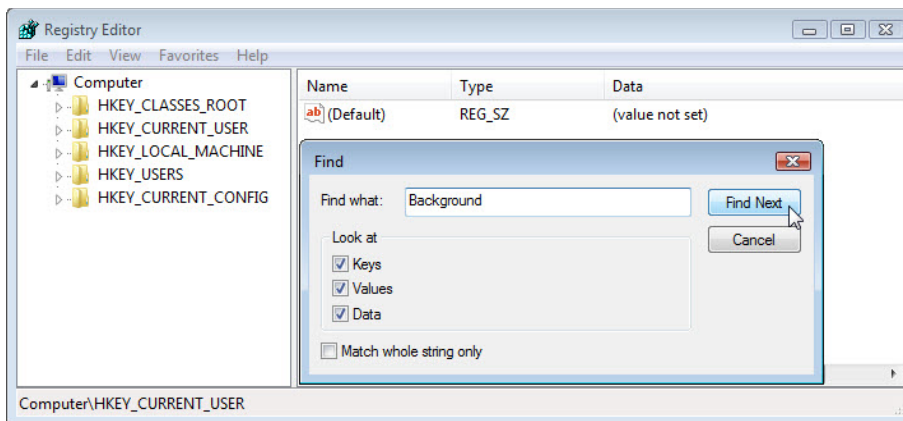 Registry Editor
File Edit View Favorites Help
Computer
HKEY_CLASSES_ROOT
HKEY_CURRENT_USER
HKEY_LOCAL_MACHINE
HKEY_USERS
HKEY_CURRENT_CONFIG
Name Type Data
ab (Default) REG_SZ (value not set)
Find
Find what: Background Find Next
Look at Cancel
Keys
Values
Data
Match whole string only
Computer\HKEY_CURRENT_USER